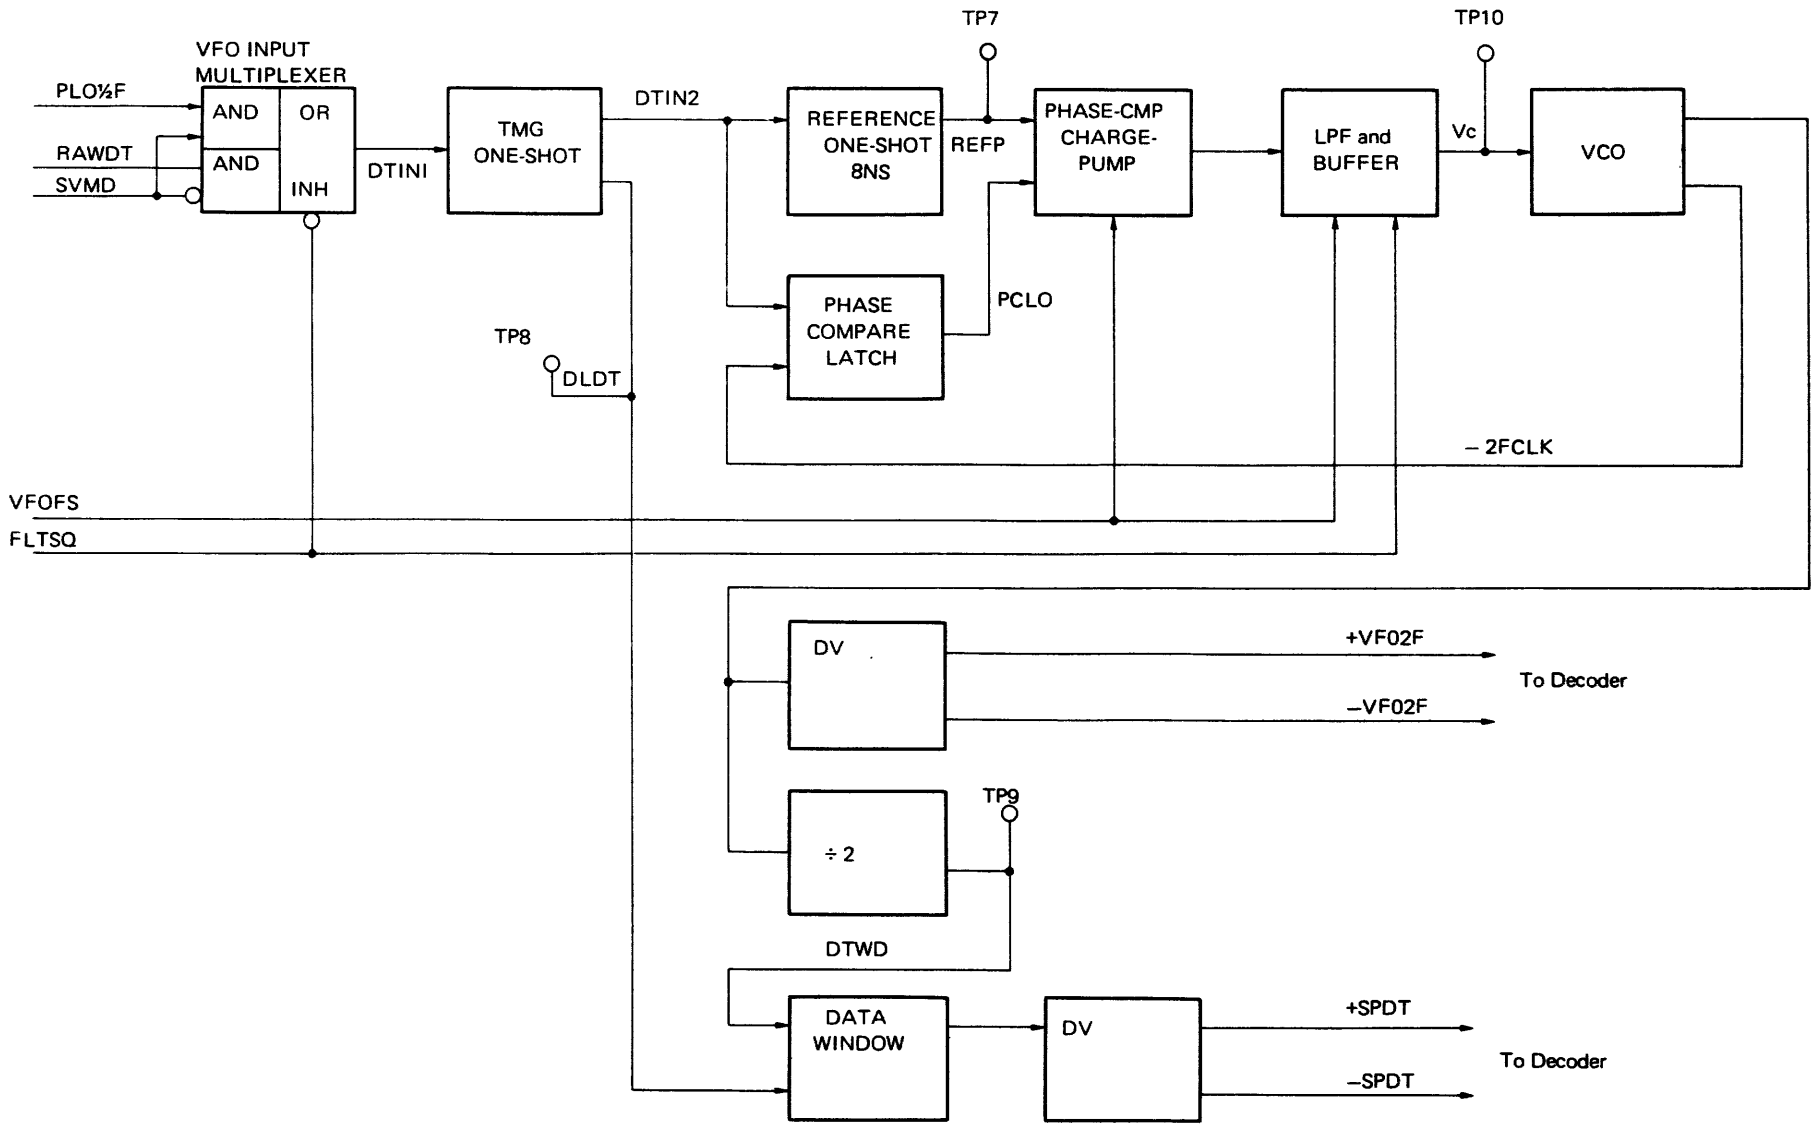 TP7
TP10
VFO INPUT
MULTIPLEXER
PLO½F
AND
OR
RAWDT
AND
SVMD
INH
DTIN1
TMG
ONE-SHOT
DTIN2
REFERENCE
ONE-SHOT
8NS
REFP
PHASE-CMP
CHARGE-
PUMP
LPF and
BUFFER
Vc
VCO
PHASE
COMPARE
LATCH
PCLO
TP8
DLDT
– 2FCLK
VFOFS
FLTSQ
DV
+VF02F
–VF02F
To Decoder
÷ 2
TP9
DTWD
DATA
WINDOW
DV
+SPDT
–SPDT
To Decoder